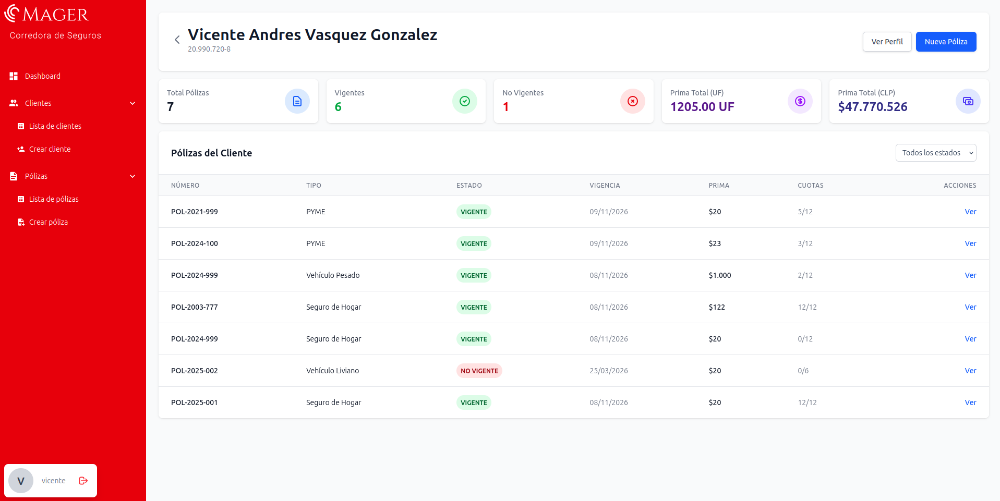 MAGER
Corredora de Seguros
Dashboard
Clientes
Lista de clientes
Crear cliente
Pólizas
Lista de pólizas
Crear póliza
V vicente
Vicente Andres Vasquez Gonzalez
20.990.720-8
Ver Perfil
Nueva Póliza
Total Pólizas
7
Vigentes
6
No Vigentes
1
Prima Total (UF)
1205.00 UF
Prima Total (CLP)
$47.770.526
Pólizas del Cliente
Todos los estados
NÚMERO TIPO ESTADO VIGENCIA PRIMA CUOTAS ACCIONES
POL-2021-999 PYME VIGENTE 09/11/2026 $20 5/12 Ver
POL-2024-100 PYME VIGENTE 09/11/2026 $23 3/12 Ver
POL-2024-999 Vehículo Pesado VIGENTE 08/11/2026 $1.000 2/12 Ver
POL-2003-777 Seguro de Hogar VIGENTE 08/11/2026 $122 12/12 Ver
POL-2024-999 Seguro de Hogar VIGENTE 08/11/2026 $20 0/12 Ver
POL-2025-002 Vehículo Liviano NO VIGENTE 25/03/2026 $20 0/6 Ver
POL-2025-001 Seguro de Hogar VIGENTE 08/11/2026 $20 12/12 Ver